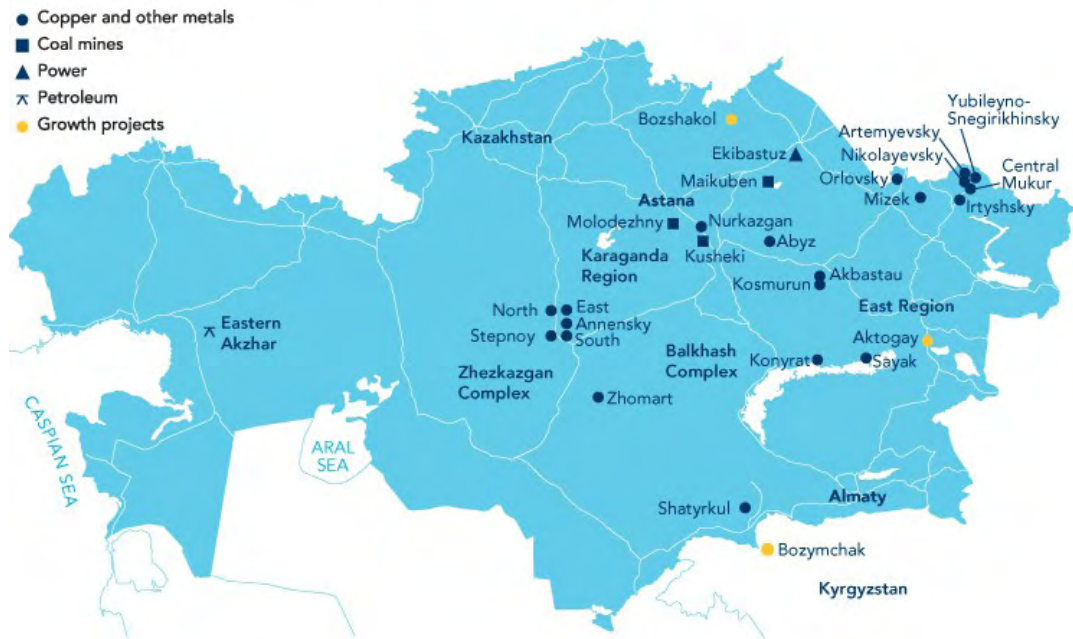 Copper and other metals
Coal mines
Power
Petroleum
Growth projects
Kazakhstan
Bozshakol
Ekibastuz
Maikuben
Astana
Molodezhny
Nurkazgan
Kusheki
Abyz
Karaganda
Region
Yubileyno-
Snegirikhinsky
Artemyevsky
Nikolayevsky
Central
Mukur
Orlovsky
Mizek
Irtyshsky
Akbastau
Kosmurun
East Region
North
East
Annensky
Stepnoy
South
Eastern
Akzhar
Zhezkazgan
Complex
Balkhash
Complex
Aktogay
Konyrat
Sayak
Zhomart
CASPIAN SEA
ARAL
SEA
Shatyrkul
Almaty
Bozymchak
Kyrgyzstan